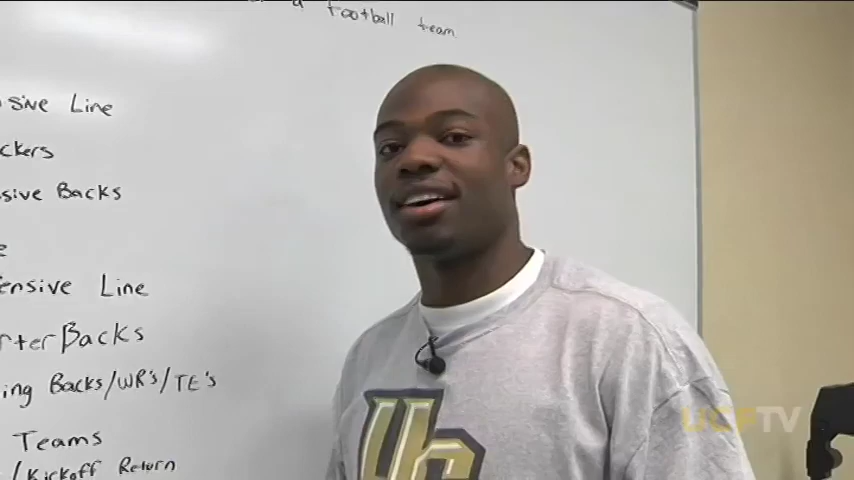 a football team
sive Line
ckers
sive Backs
e
ensive Line
rter Backs
ing Backs/WR's/TE's
Teams
/Kickoff Return
UCF
UCFTV